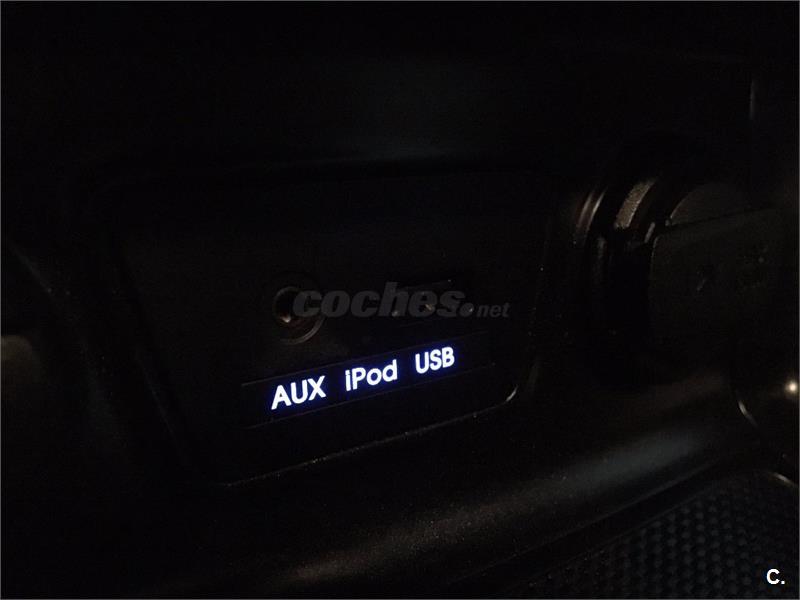 coches.net
AUX iPod USB
C.